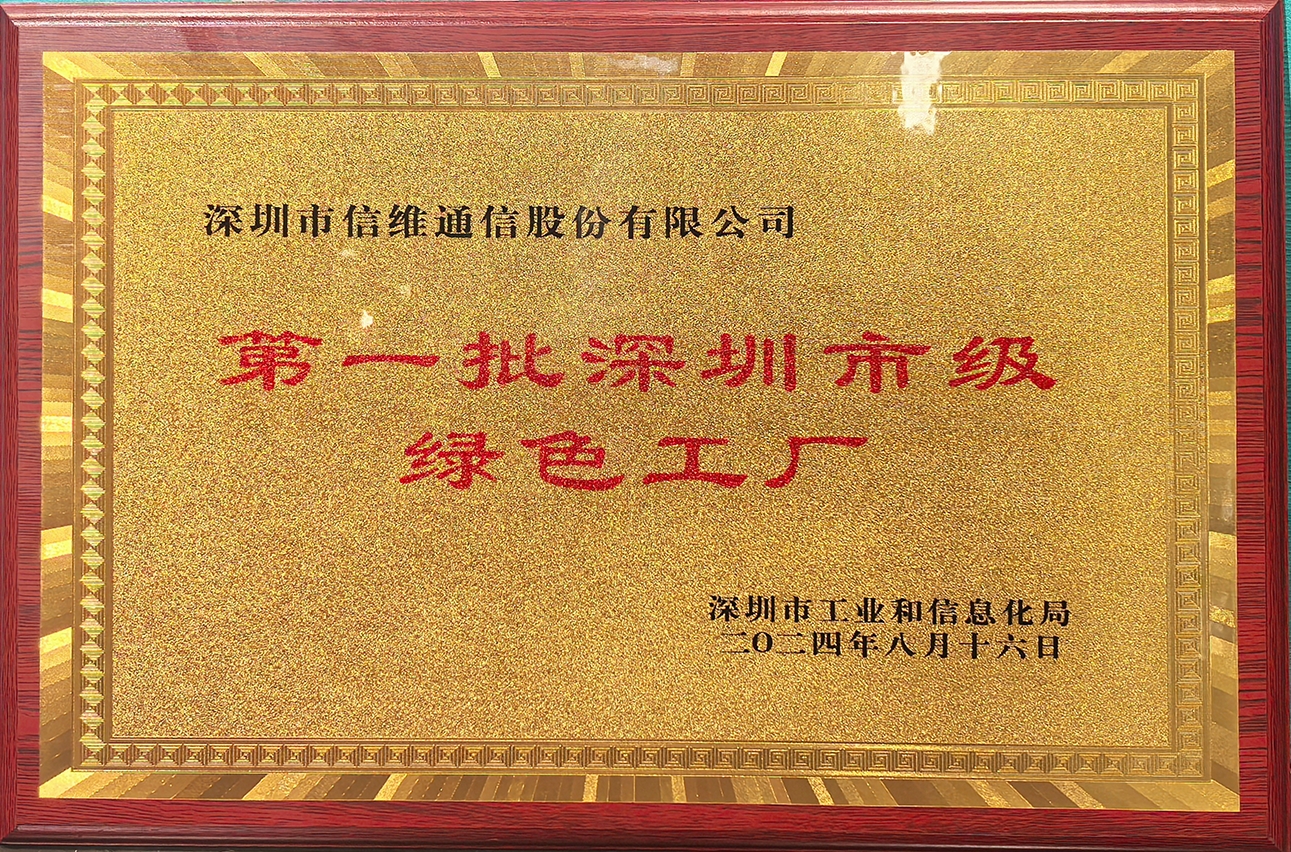 深圳市信维通信股份有限公司
第一批深圳市级
绿色工厂
深圳市工业和信息化局
二〇二四年八月十六日